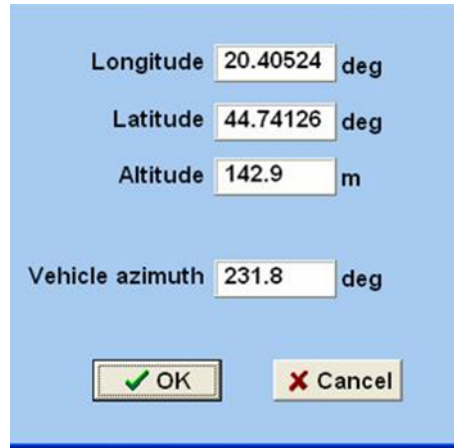 Longitude 20.40524 deg
Latitude 44.74126 deg
Altitude 142.9 m
Vehicle azimuth 231.8 deg
OK Cancel